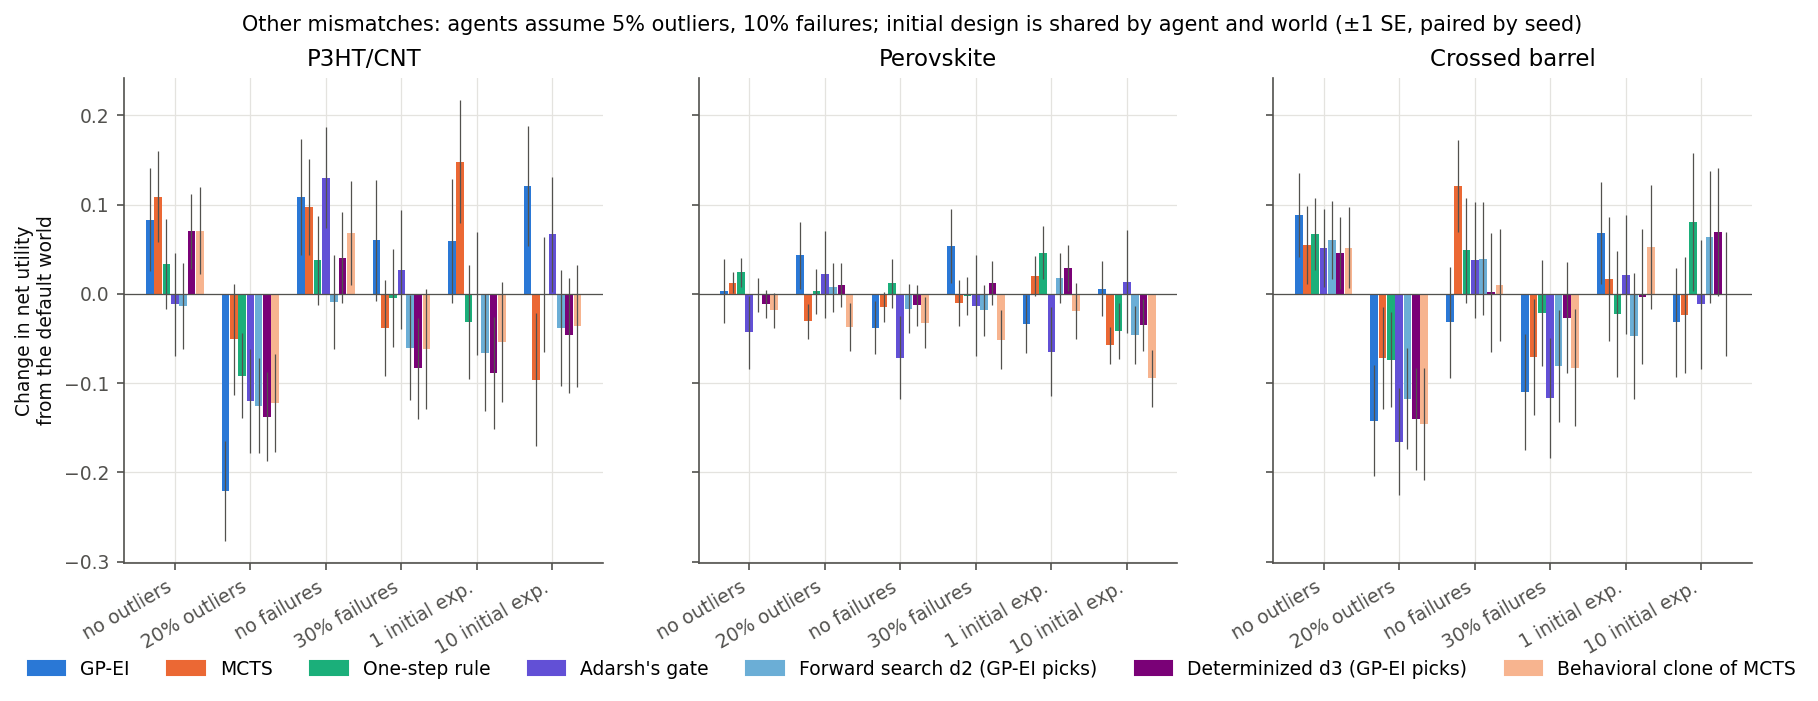 Other mismatches: agents assume 5% outliers, 10% failures; initial design is shared by agent and world (±1 SE, paired by seed)
P3HT/CNT
Perovskite
Crossed barrel
Change in net utility
from the default world
0.2
0.1
0.0
−0.1
−0.2
−0.3
no outliers
20% outliers
no failures
30% failures
1 initial exp.
10 initial exp.
no outliers
20% outliers
no failures
30% failures
1 initial exp.
10 initial exp.
no outliers
20% outliers
no failures
30% failures
1 initial exp.
10 initial exp.
GP-EI
MCTS
One-step rule
Adarsh's gate
Forward search d2 (GP-EI picks)
Determinized d3 (GP-EI picks)
Behavioral clone of MCTS